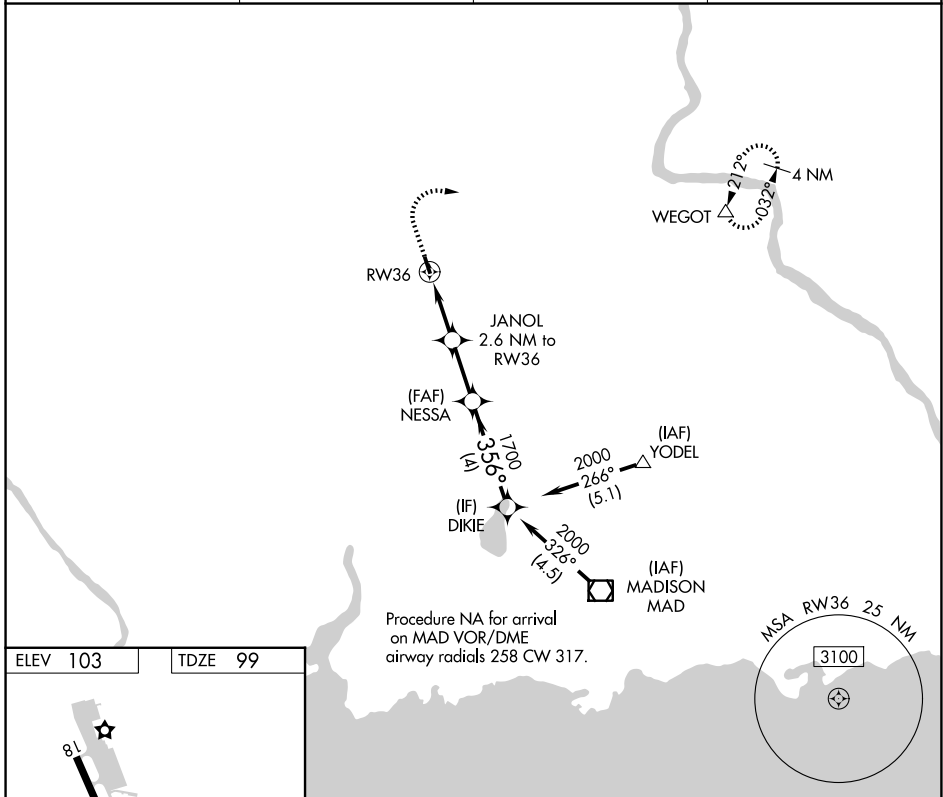 212°
4 NM
032°
WEGOT
RW36
JANOL
2.6 NM to
RW36
(FAF)
NESSA
1700
356°
(4)
(IAF)
YODEL
2000
266°
(5.1)
(IF)
DIKIE
2000
326°
(4.5)
(IAF)
MADISON
MAD
Procedure NA for arrival
on MAD VOR/DME
airway radials 258 CW 317.
MSA RW36 25 NM
3100
ELEV 103
TDZE 99
18